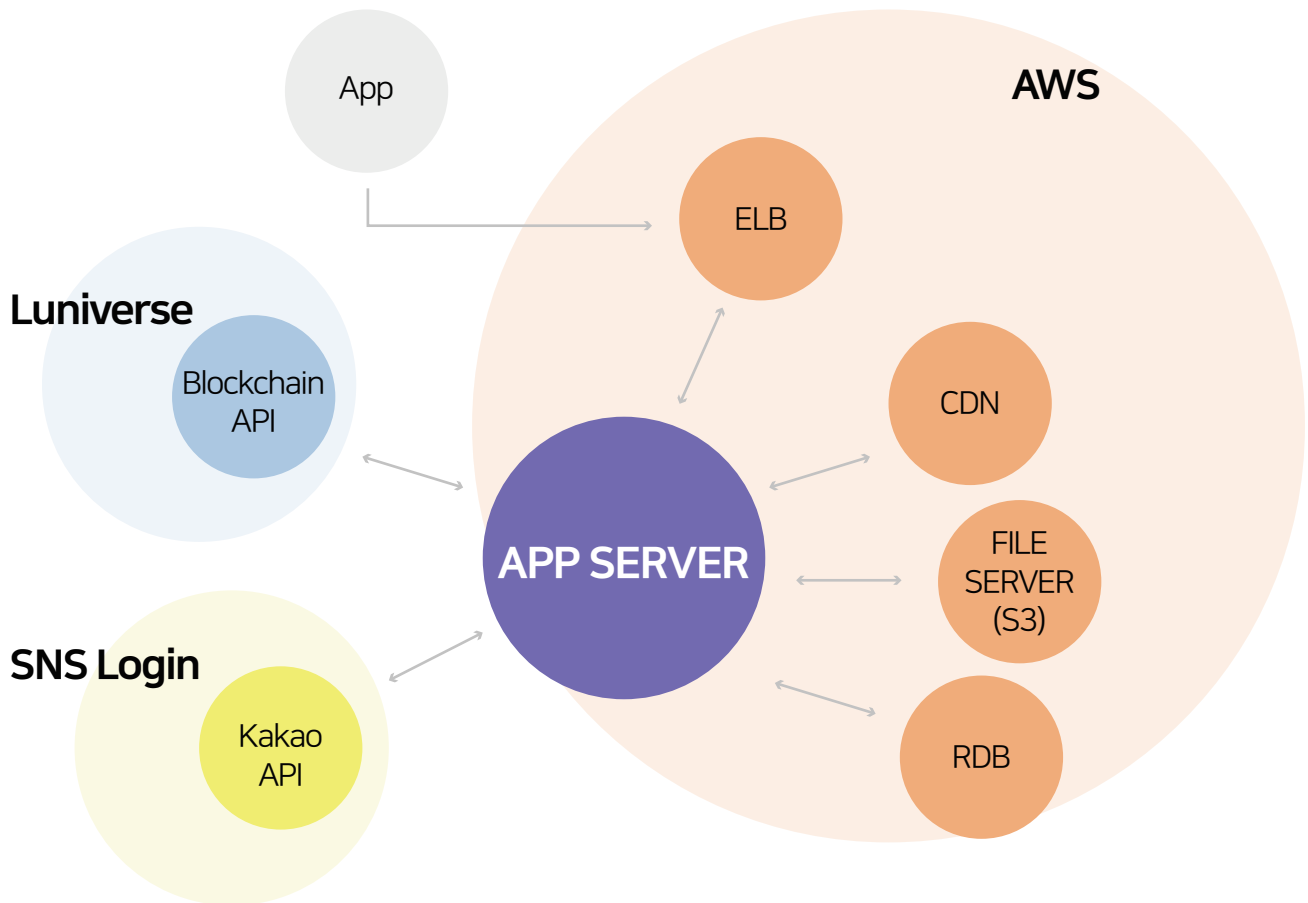 App
AWS
ELB
Luniverse
Blockchain
API
CDN
APP SERVER
FILE
SERVER
(S3)
SNS Login
Kakao
API
RDB